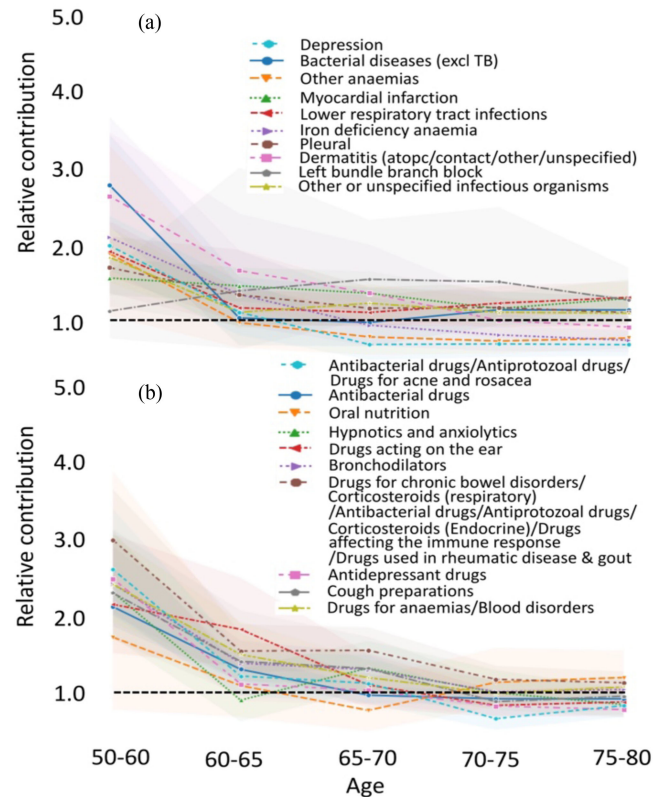 (a)
5.0
4.0
3.0
2.0
1.0
Relative contribution
Depression
Bacterial diseases (excl TB)
Other anaemias
Myocardial infarction
Lower respiratory tract infections
Iron deficiency anaemia
Pleural
Dermatitis (atopc/contact/other/unspecified)
Left bundle branch block
Other or unspecified infectious organisms
(b)
5.0
4.0
3.0
2.0
1.0
Relative contribution
Antibacterial drugs/Antiprotozoal drugs/
Drugs for acne and rosacea
Antibacterial drugs
Oral nutrition
Hypnotics and anxiolytics
Drugs acting on the ear
Bronchodilators
Drugs for chronic bowel disorders/
Corticosteroids (respiratory)
/Antibacterial drugs/Antiprotozoal drugs/
Corticosteroids (Endocrine)/Drugs
affecting the immune response
/Drugs used in rheumatic disease & gout
Antidepressant drugs
Cough preparations
Drugs for anaemias/Blood disorders
50-60 60-65 65-70 70-75 75-80
Age